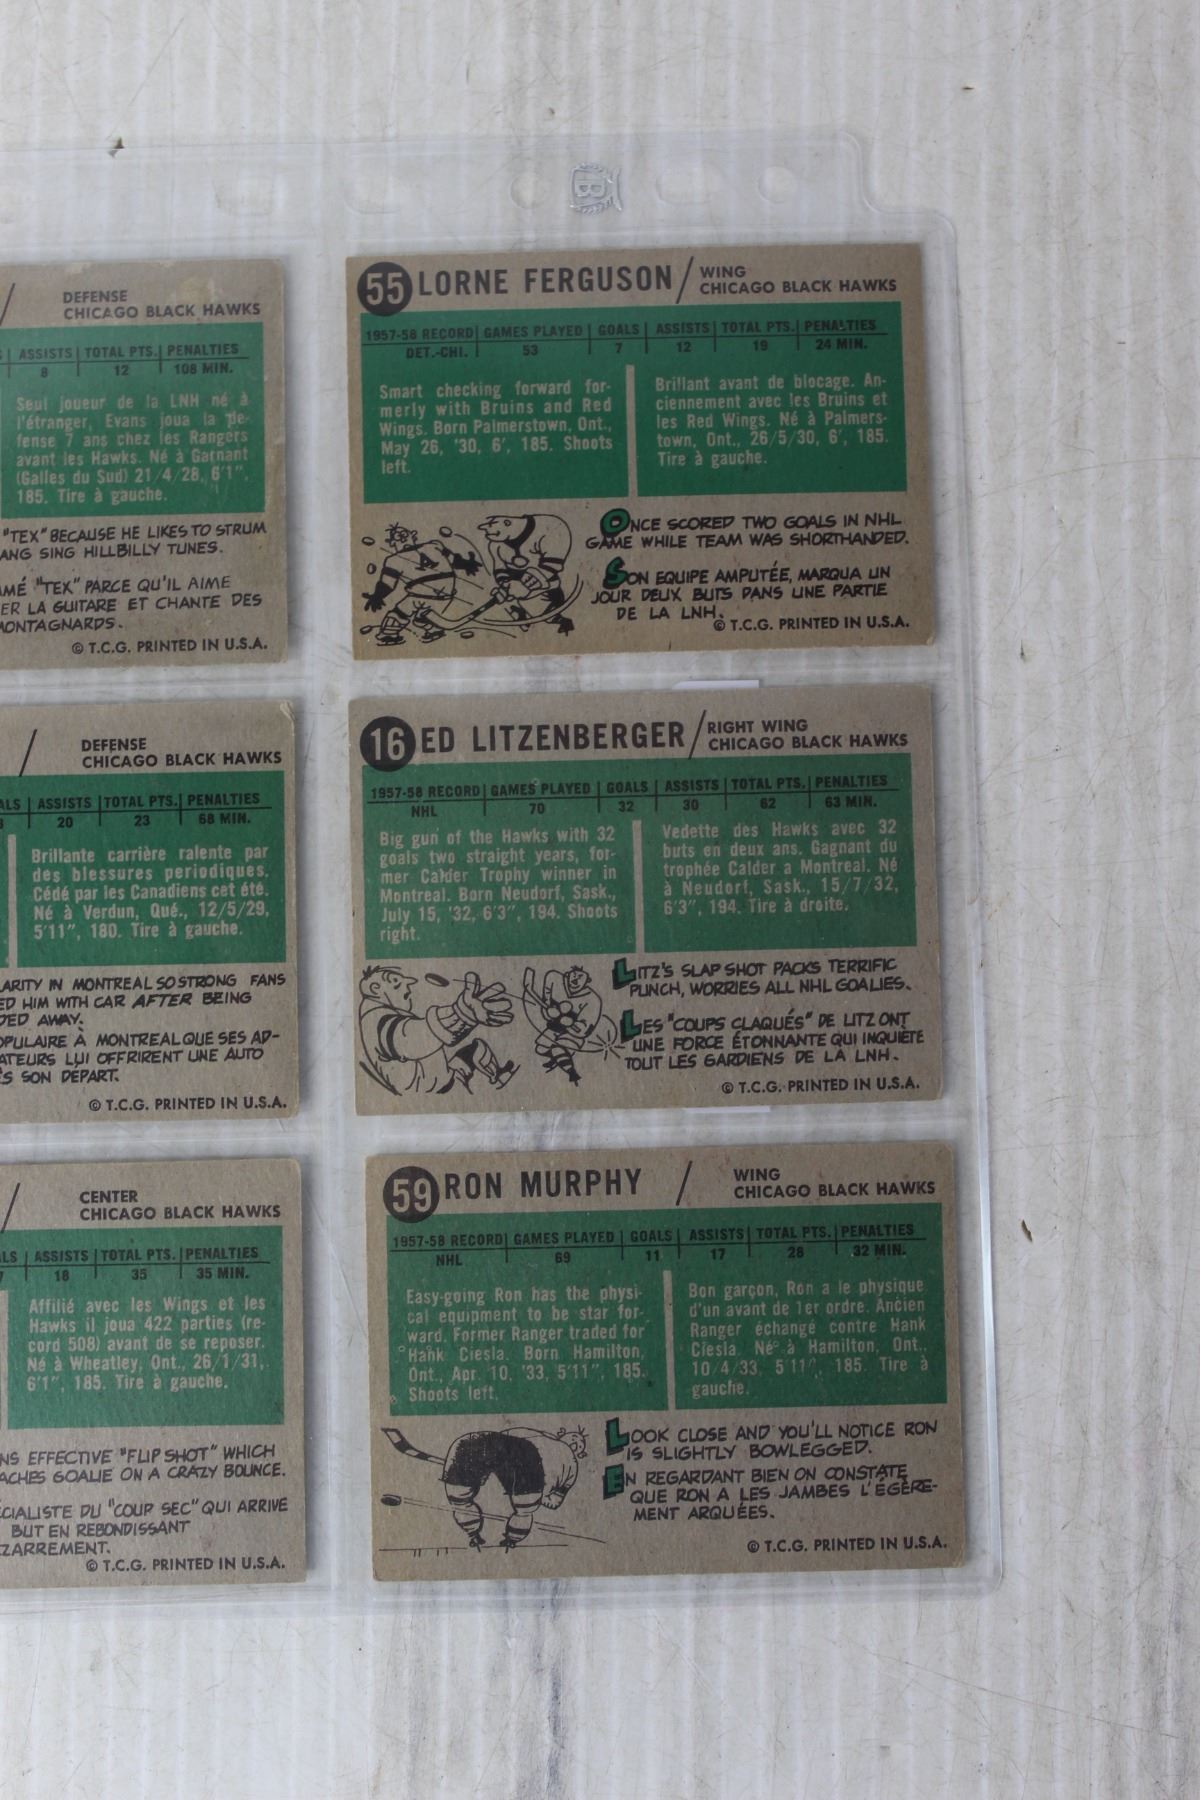 DEFENSE
CHICAGO BLACK HAWKS
ASSISTS TOTAL PTS. PENALTIES
8 12 108 MIN.
Seul joueur de la LNH né à
l'étranger, Evans joua la de-
fense 7 ans chez les Rangers
avant les Hawks. Né à Garnant
(Galles du Sud) 21/4/28, 6'1",
185. Tire à gauche.
"TEX" BECAUSE HE LIKES TO STRUM
ANG SING HILLBILLY TUNES.
MÉ "TEX" PARCE QU'IL AIME
ER LA GUITARE ET CHANTE DES
ONTAGNARDS.
© T.C.G. PRINTED IN U.S.A.
55 LORNE FERGUSON / WING
CHICAGO BLACK HAWKS
1957-58 RECORD GAMES PLAYED GOALS ASSISTS TOTAL PTS. PENALTIES
DET.-CHI. 53 7 12 19 24 MIN.
Smart checking forward for-
merly with Bruins and Red
Wings. Born Palmerstown, Ont.,
May 26, '30, 6', 185. Shoots
left.
Brillant avant de blocage. An-
ciennement avec les Bruins et
les Red Wings. Né à Palmers-
town, Ont., 26/5/30, 6', 185.
Tire à gauche.
ONCE SCORED TWO GOALS IN NHL
GAME WHILE TEAM WAS SHORTHANDED.
SON EQUIPE AMPUTÉE, MARQUA UN
JOUR DEUX BUTS DANS UNE PARTIE
DE LA LNH.
© T.C.G. PRINTED IN U.S.A.
DEFENSE
CHICAGO BLACK HAWKS
ALS ASSISTS TOTAL PTS. PENALTIES
3 20 23 68 MIN.
Brillante carrière ralente par
des blessures periodiques.
Cédé par les Canadiens cet été.
Né à Verdun, Qué., 12/5/29,
5'11", 180. Tire à gauche.
LARITY IN MONTREAL SO STRONG FANS
ED HIM WITH CAR AFTER BEING
DED AWAY.
OPULAIRE À MONTREAL QUE SES AD-
ATEURS LUI OFFRIRENT UNE AUTO
S SON DÉPART.
© T.C.G. PRINTED IN U.S.A.
16 ED LITZENBERGER / RIGHT WING
CHICAGO BLACK HAWKS
1957-58 RECORD GAMES PLAYED GOALS ASSISTS TOTAL PTS. PENALTIES
NHL 70 32 30 62 63 MIN.
Big gun of the Hawks with 32
goals two straight years, for-
mer Calder Trophy winner in
Montreal. Born Neudorf, Sask.,
July 15, '32, 6'3", 194. Shoots
right.
Vedette des Hawks avec 32
buts en deux ans. Gagnant du
trophée Calder a Montreal. Né
à Neudorf, Sask., 15/7/32,
6'3", 194. Tire à droite.
LITZ'S SLAP SHOT PACKS TERRIFIC
PUNCH, WORRIES ALL NHL GOALIES.
LES "COUPS CLAQUÉS" DE LITZ ONT
UNE FORCE ÉTONNANTE QUI INQUIÈTE
TOUT LES GARDIENS DE LA LNH.
© T.C.G. PRINTED IN U.S.A.
CENTER
CHICAGO BLACK HAWKS
LS ASSISTS TOTAL PTS. PENALTIES
7 18 35 35 MIN.
Affilié avec les Wings et les
Hawks il joua 422 parties (re-
cord 508) avant de se reposer.
Né à Wheatley, Ont., 26/1/31,
6'1", 185. Tire à gauche.
NS EFFECTIVE "FLIP SHOT" WHICH
ACHES GOALIE ON A CRAZY BOUNCE.
ÉCIALISTE DU "COUP SEC" QUI ARRIVE
BUT EN REBONDISSANT
ZARREMENT.
© T.C.G. PRINTED IN U.S.A.
59 RON MURPHY / WING
CHICAGO BLACK HAWKS
1957-58 RECORD GAMES PLAYED GOALS ASSISTS TOTAL PTS. PENALTIES
NHL 69 11 17 28 32 MIN.
Easy-going Ron has the physi-
cal equipment to be star for-
ward. Former Ranger traded for
Hank Ciesla. Born Hamilton,
Ont., Apr. 10, '33, 5'11", 185.
Shoots left.
Bon garçon, Ron a le physique
d'un avant de 1er ordre. Ancien
Ranger échangé contre Hank
Ciesla. Né à Hamilton, Ont.,
10/4/33, 5'11", 185. Tire à
gauche.
LOOK CLOSE AND YOU'LL NOTICE RON
IS SLIGHTLY BOWLEGGED.
EN REGARDANT BIEN ON CONSTATE
QUE RON A LES JAMBES L'ÉGÈRE-
MENT ARQUÉES.
© T.C.G. PRINTED IN U.S.A.